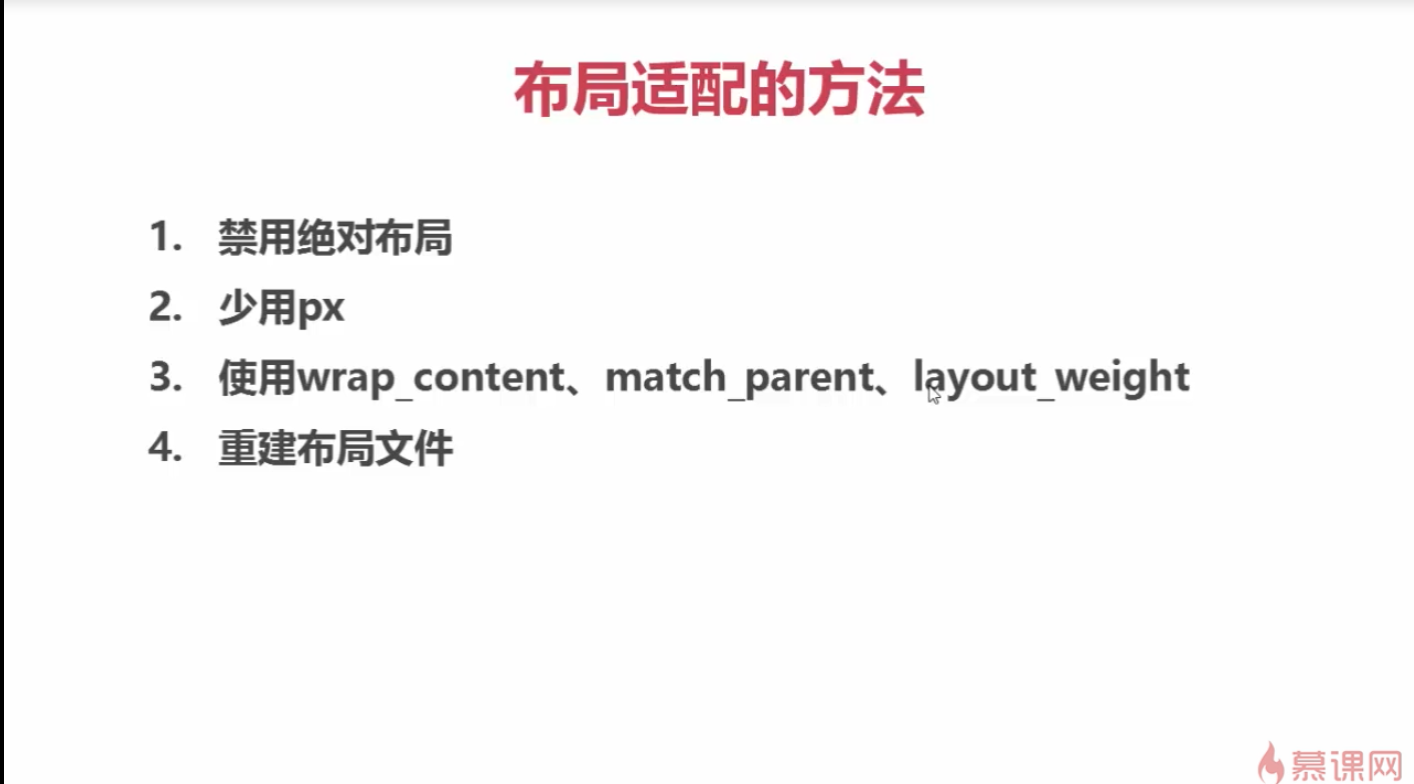 布局适配的方法
1. 禁用绝对布局
2. 少用px
3. 使用wrap_content、match_parent、layout_weight
4. 重建布局文件
慕课网